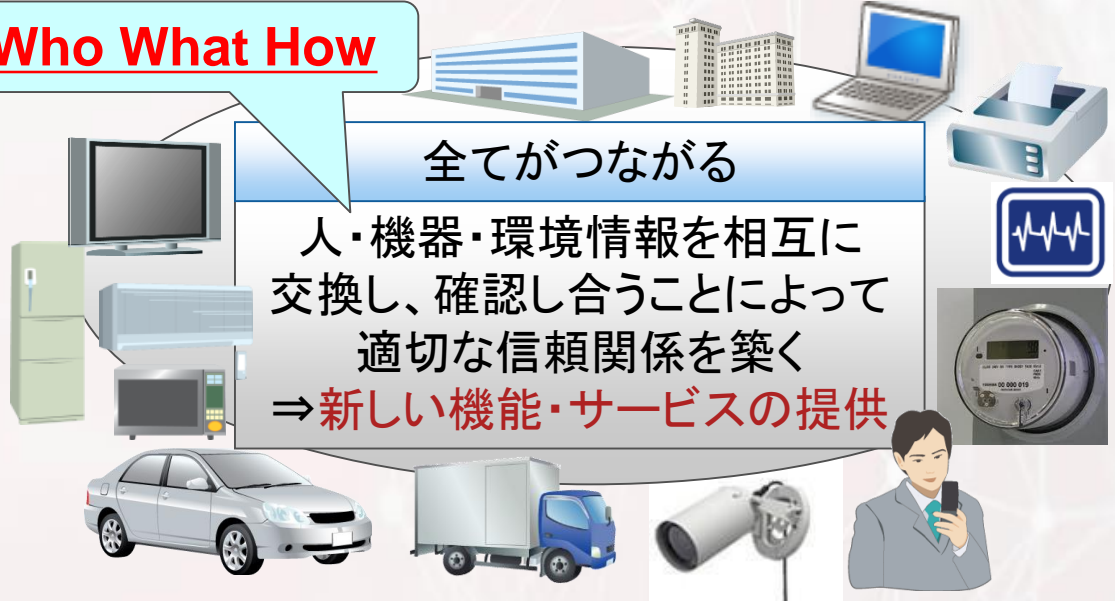 Who What How
全てがつながる
人・機器・環境情報を相互に
交換し、確認し合うことによって
適切な信頼関係を築く
⇒新しい機能・サービスの提供